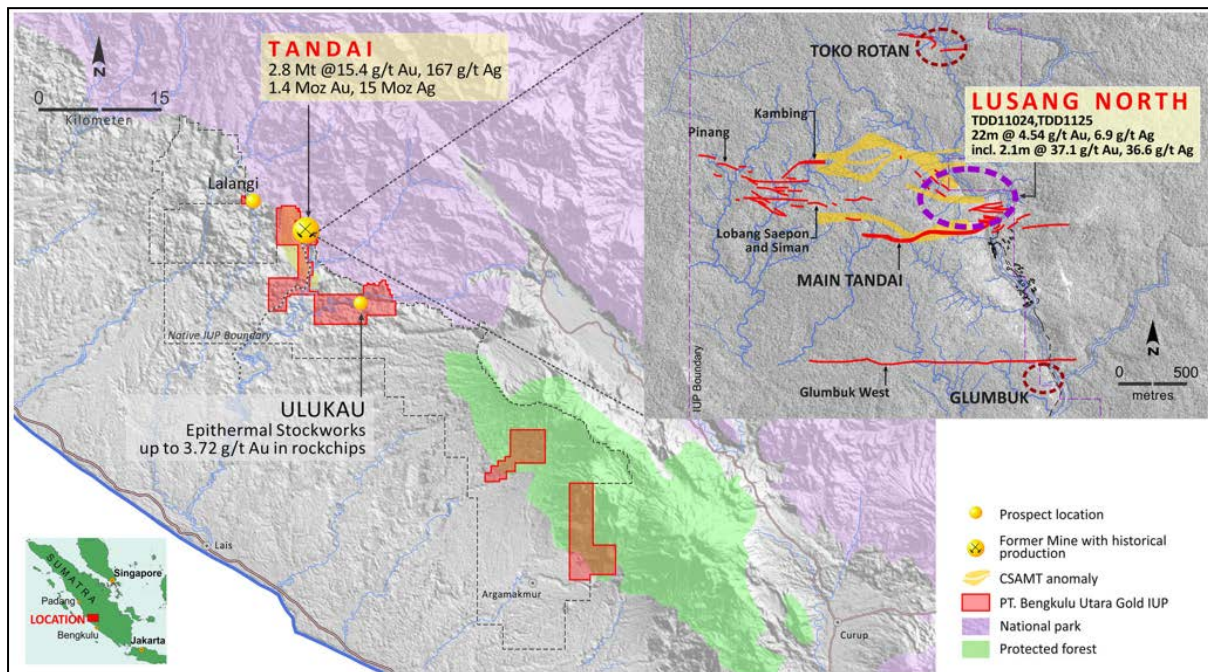 TANDAI
2.8 Mt @15.4 g/t Au, 167 g/t Ag
1.4 Moz Au, 15 Moz Ag
N
0
15
Kilometer
Lalangi
Native IUP Boundary
ULUKAU
Epithermal Stockworks
up to 3.72 g/t Au in rockchips
Lais
Argamakmur
Curup
SUMATRA
Singapore
Padang
LOCATION
Bengkulu
Jakarta
TOKO ROTAN
LUSANG NORTH
TDD11024,TDD1125
22m @ 4.54 g/t Au, 6.9 g/t Ag
incl. 2.1m @ 37.1 g/t Au, 36.6 g/t Ag
Kambing
Pinang
Lobang Saepon
and Siman
MAIN TANDAI
IUP Boundary
Glumbuk West
GLUMBUK
N
0
500
metres
Prospect location
Former Mine with historical
production
CSAMT anomaly
PT. Bengkulu Utara Gold IUP
National park
Protected forest